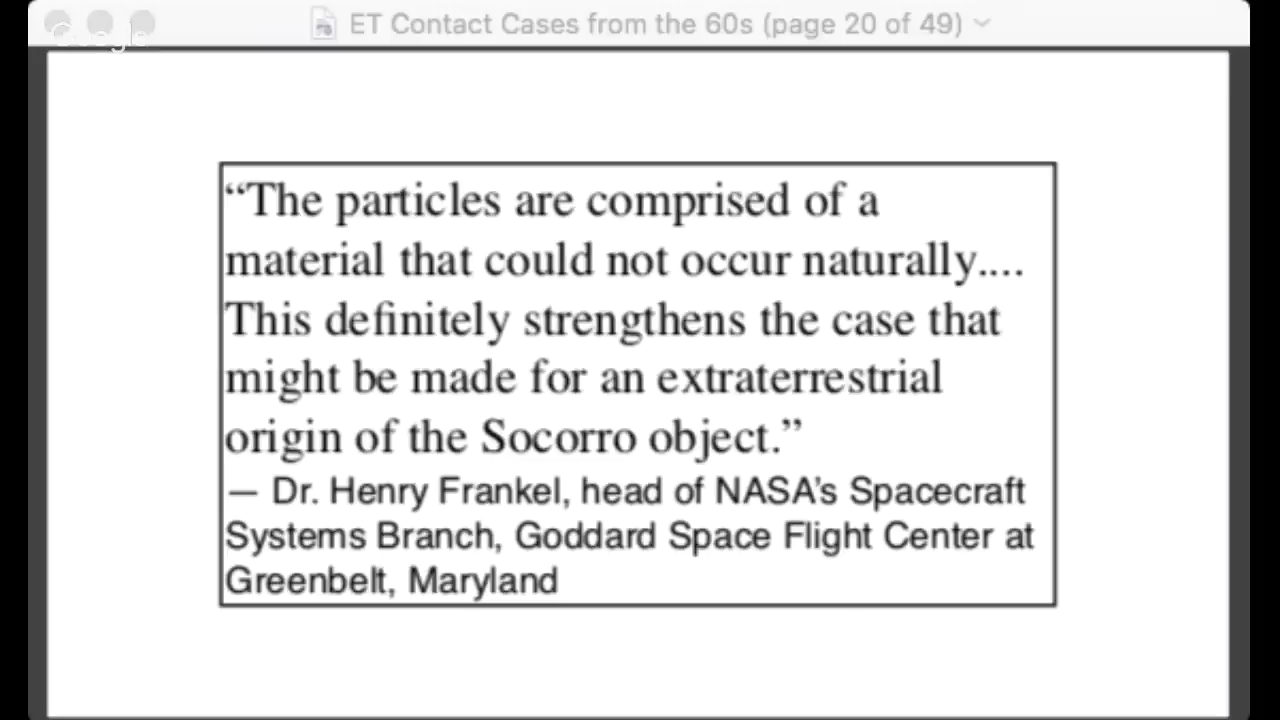 ET Contact Cases from the 60s (page 20 of 49)
Google
“The particles are comprised of a
material that could not occur naturally....
This definitely strengthens the case that
might be made for an extraterrestrial
origin of the Socorro object.”
— Dr. Henry Frankel, head of NASA’s Spacecraft
Systems Branch, Goddard Space Flight Center at
Greenbelt, Maryland